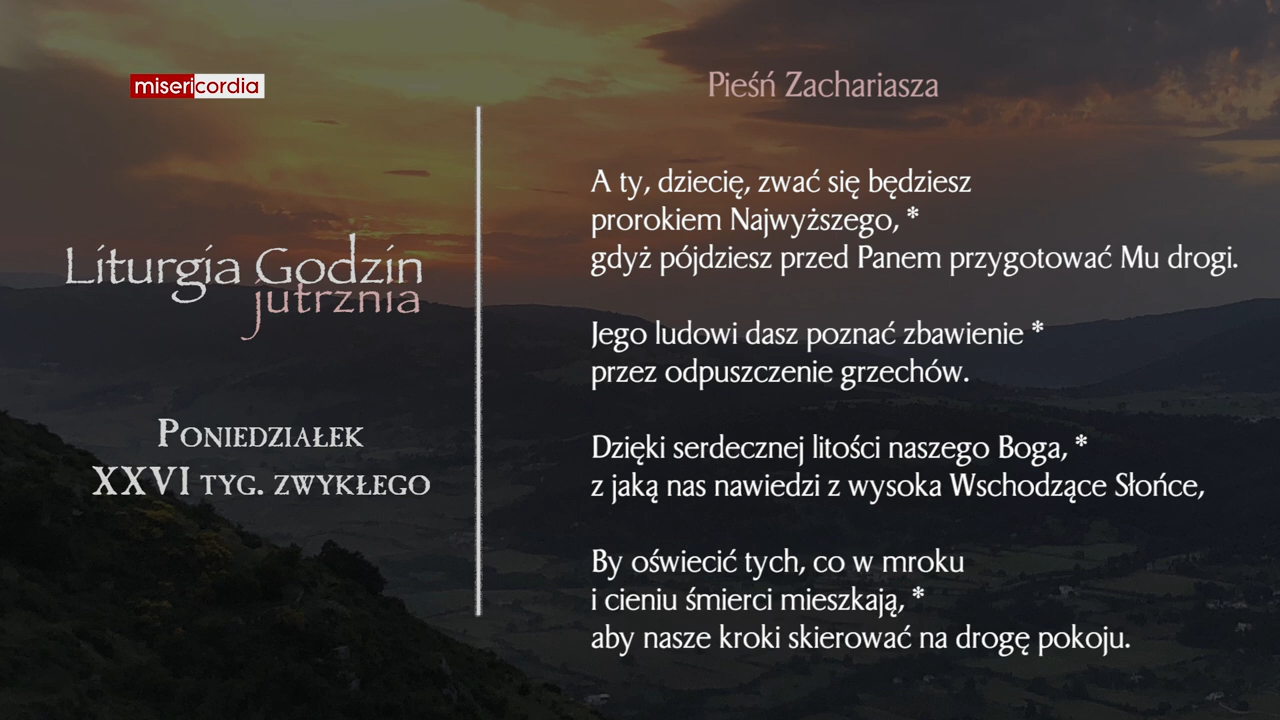 misericordia
Liturgia Godzin
jutrznia
Poniedziałek
XXVI tyg. zwykłego
Pieśń Zachariasza
A ty, dziecię, zwać się będziesz
prorokiem Najwyższego, *
gdyż pójdziesz przed Panem przygotować Mu drogi.
Jego ludowi dasz poznać zbawienie *
przez odpuszczenie grzechów.
Dzięki serdecznej litości naszego Boga, *
z jaką nas nawiedzi z wysoka Wschodzące Słońce,
By oświecić tych, co w mroku
i cieniu śmierci mieszkają, *
aby nasze kroki skierować na drogę pokoju.